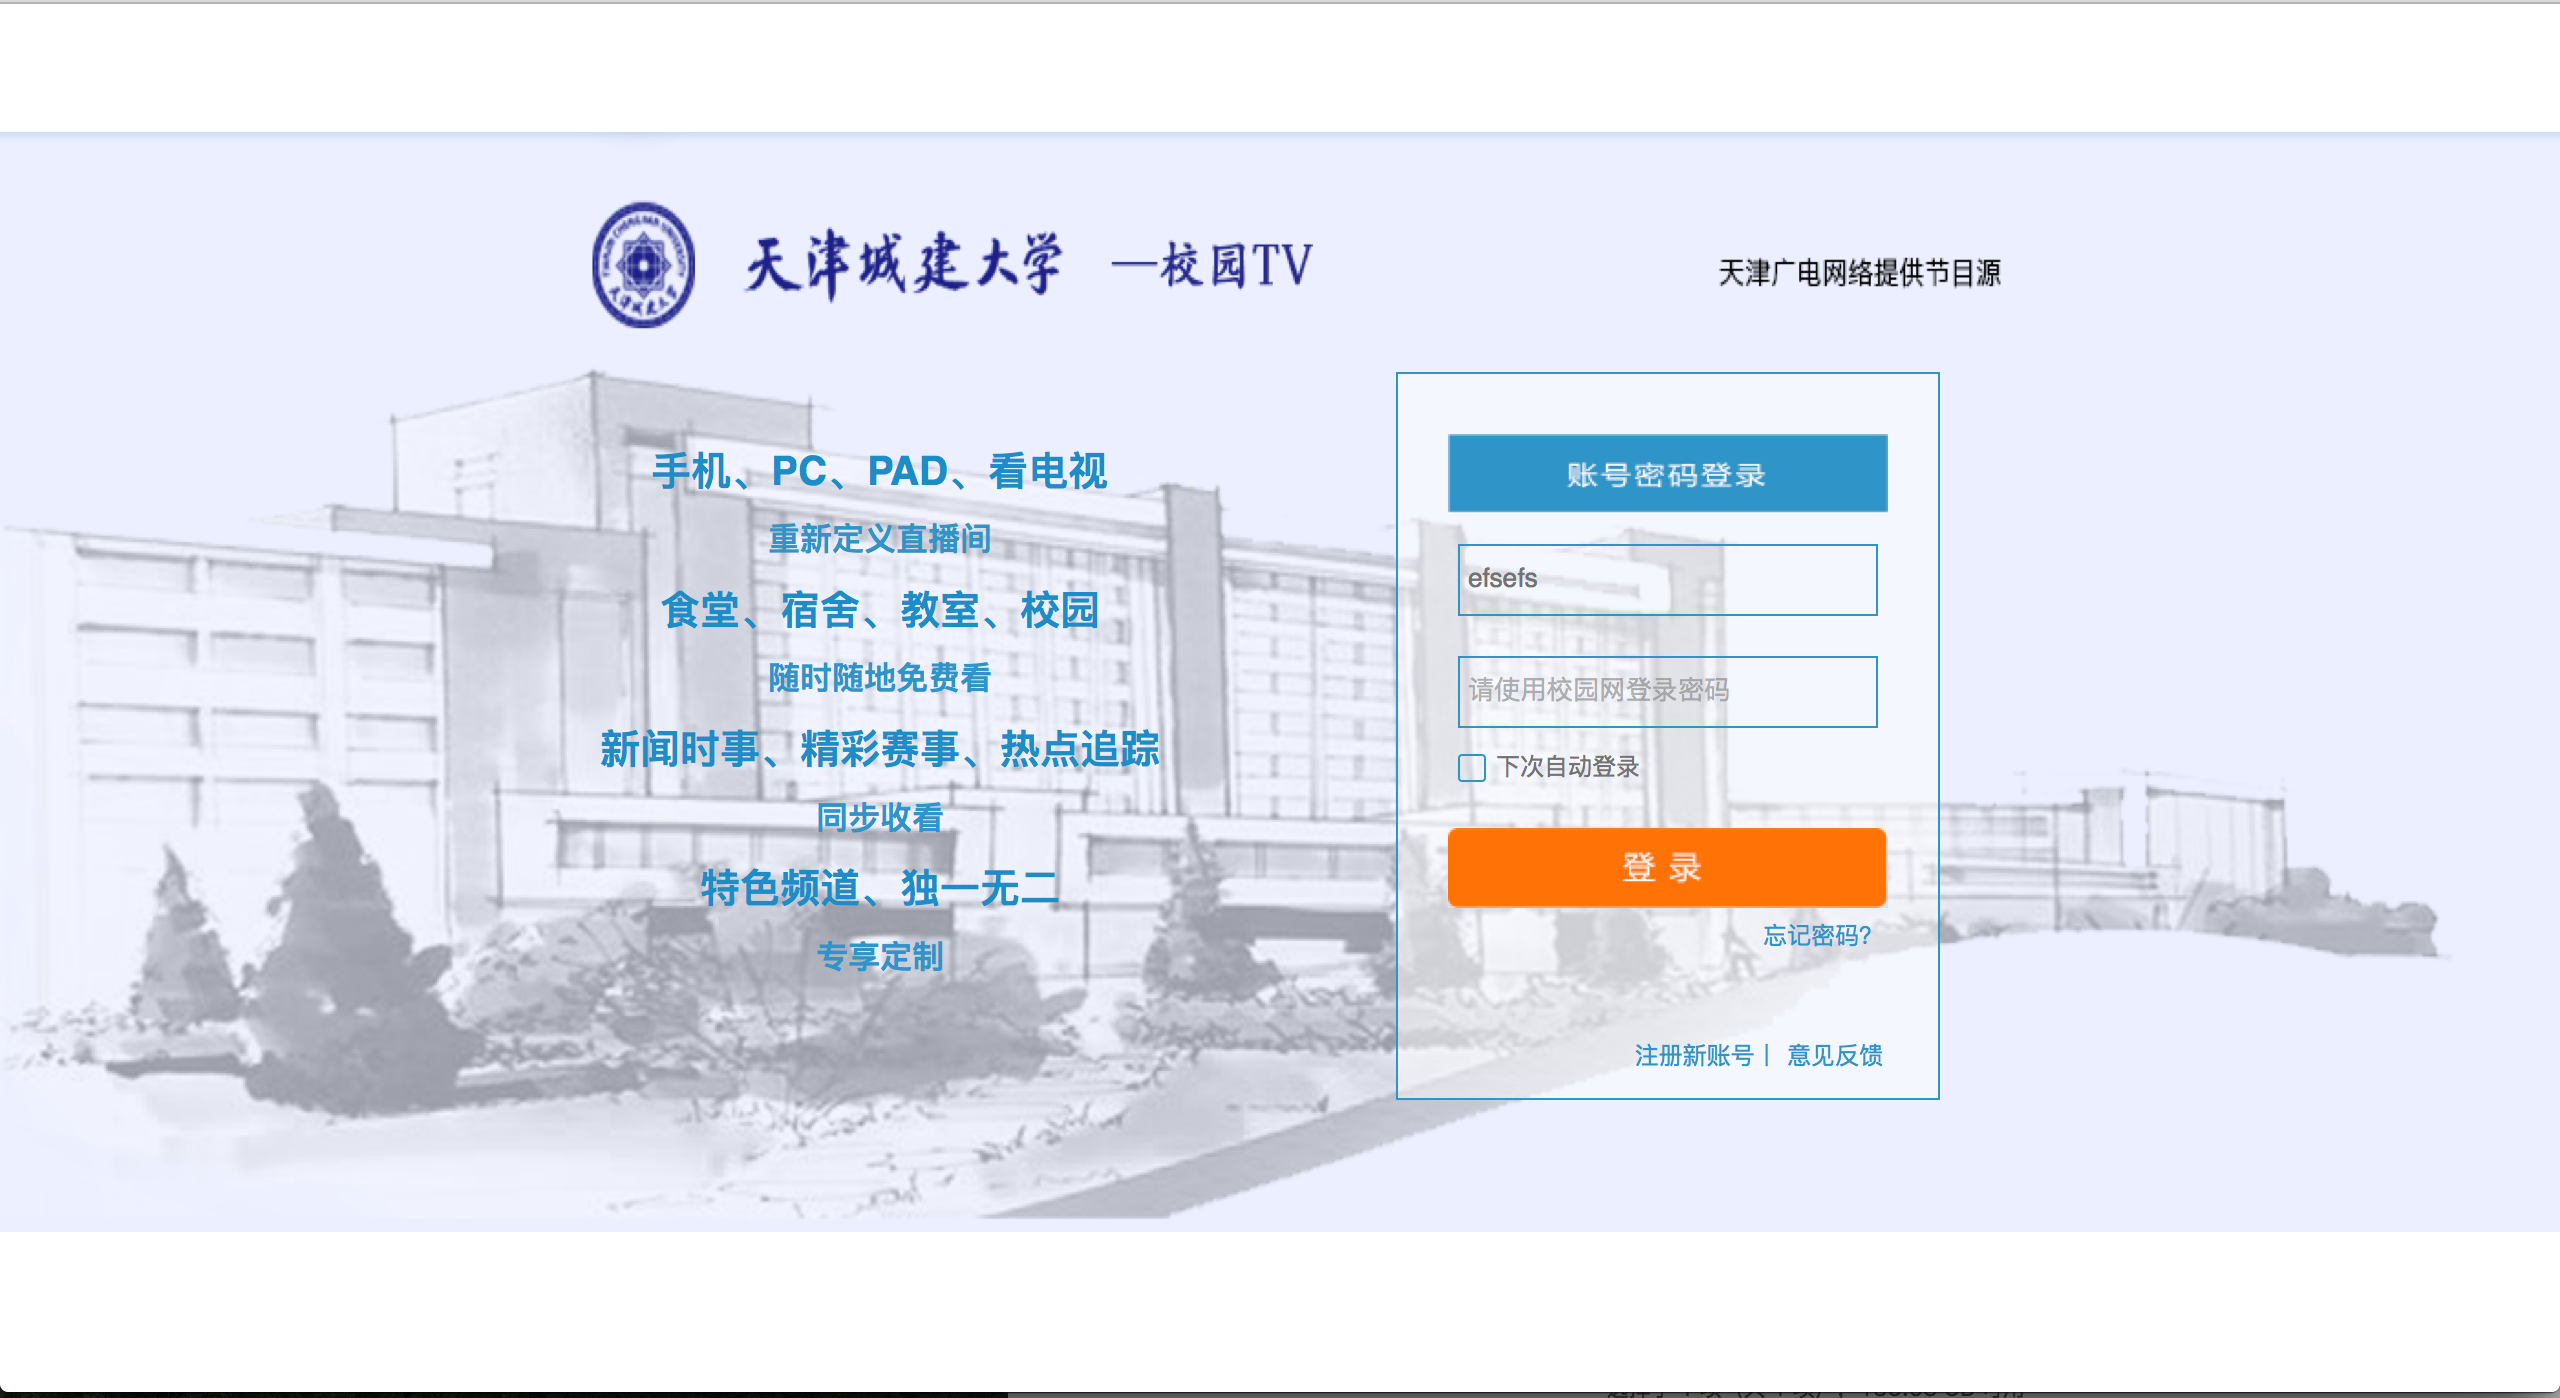 天津城建大学 —校园TV
天津广电网络提供节目源
手机、PC、PAD、看电视
重新定义直播间
食堂、宿舍、教室、校园
随时随地免费看
新闻时事、精彩赛事、热点追踪
同步收看
特色频道、独一无二
专享定制
账号密码登录
efsefs
请使用校园网登录密码
下次自动登录
登 录
忘记密码?
注册新账号丨 意见反馈